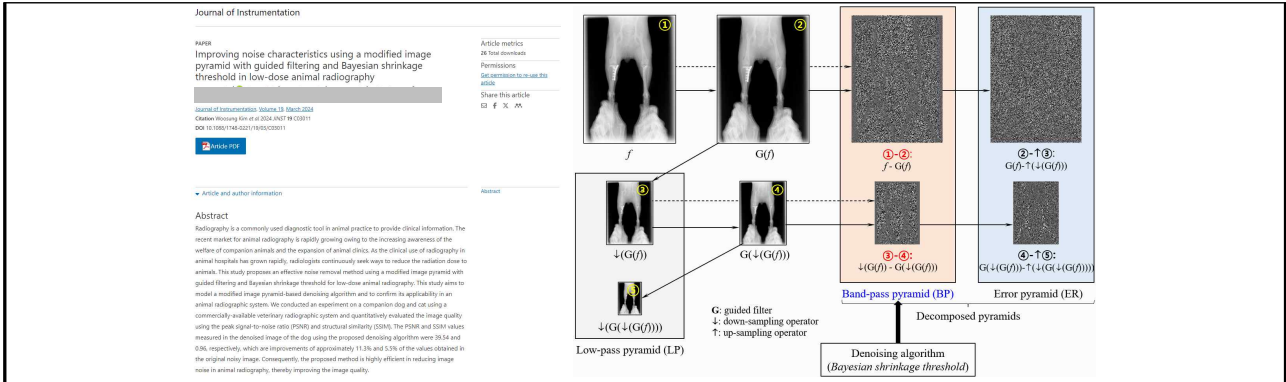 Journal of Instrumentation
PAPER
Improving noise characteristics using a modified image
pyramid with guided filtering and Bayesian shrinkage
threshold in low-dose animal radiography
Journal of Instrumentation, Volume 19, March 2024
Citation Woosung Kim et al 2024 JINST 19 C03011
DOI 10.1088/1748-0221/19/03/C03011
Article PDF
Article metrics
26 Total downloads
Permissions
Get permission to re-use this
article
Share this article
Article and author information
Abstract
Abstract
Radiography is a commonly used diagnostic tool in animal practice to provide clinical information. The
recent market for animal radiography is rapidly growing owing to the increasing awareness of the
welfare of companion animals and the expansion of animal clinics. As the clinical use of radiography in
animal hospitals has grown rapidly, radiologists continuously seek ways to reduce the radiation dose to
animals. This study proposes an effective noise removal method using a modified image pyramid with
guided filtering and Bayesian shrinkage threshold for low-dose animal radiography. This study aims to
model a modified image pyramid-based denoising algorithm and to confirm its applicability in an
animal radiographic system. We conducted an experiment on a companion dog and cat using a
commercially-available veterinary radiographic system and quantitatively evaluated the image quality
using the peak signal-to-noise ratio (PSNR) and structural similarity (SSIM). The PSNR and SSIM values
measured in the denoised image of the dog using the proposed denoising algorithm were 39.54 and
0.96, respectively, which are improvements of approximately 11.3% and 5.5% of the values obtained in
the original noisy image. Consequently, the proposed method is highly efficient in reducing image
noise in animal radiography, thereby improving the image quality.
①
②
f
G(f)
①-②:
f - G(f)
②-↑③:
G(f)-↑(↓(G(f)))
③
④
↓(G(f))
G(↓(G(f)))
③-④:
↓(G(f)) - G(↓(G(f)))
④-↑⑤:
G(↓(G(f)))-↑(↓(G(↓(G(f)))))
⑤
↓(G(↓(G(f))))
Low-pass pyramid (LP)
G: guided filter
↓: down-sampling operator
↑: up-sampling operator
Band-pass pyramid (BP)
Error pyramid (ER)
Decomposed pyramids
Denoising algorithm
(Bayesian shrinkage threshold)